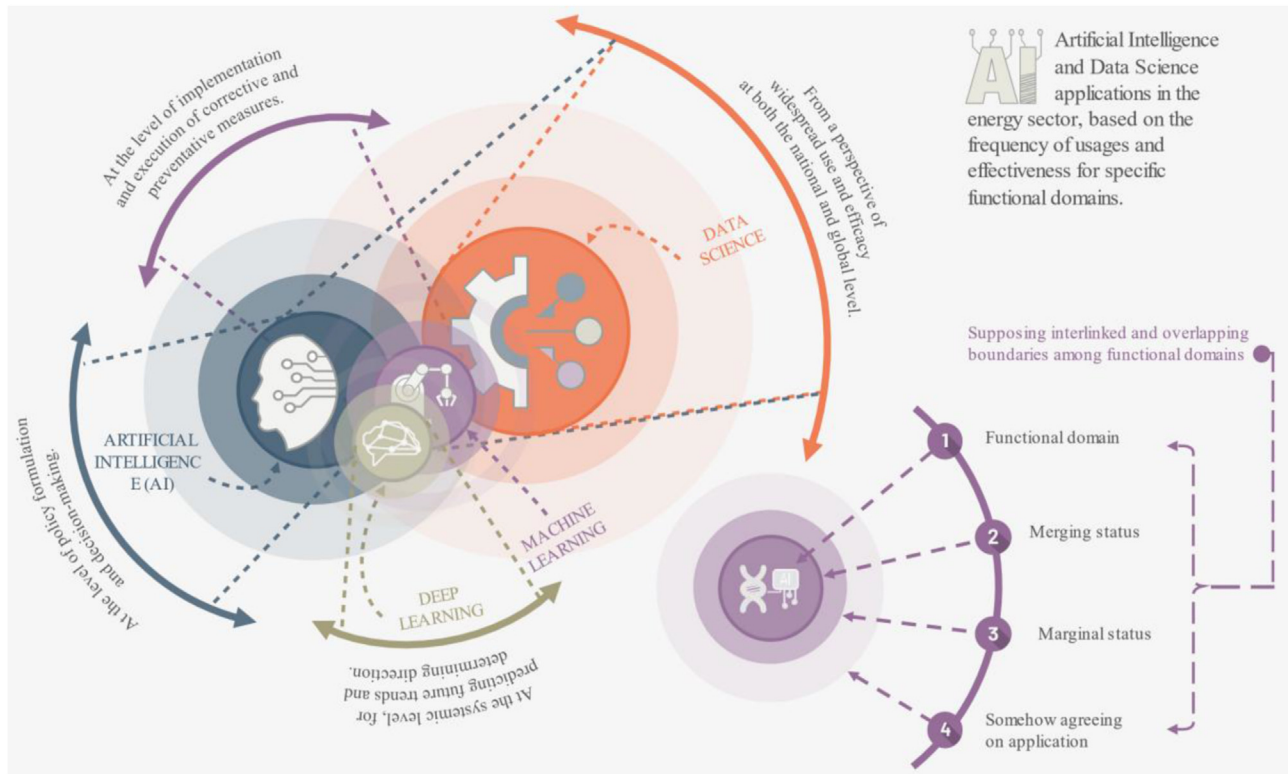 At the level of implementation
and execution of corrective and
preventative measures.
From a perspective of
widespread use and efficacy
at both the national and global level.
AI
Artificial Intelligence
and Data Science
applications in the
energy sector, based on the
frequency of usages and
effectiveness for specific
functional domains.
DATA
SCIENCE
Supposing interlinked and overlapping
boundaries among functional domains
ARTIFICIAL
INTELLIGENC
E (AI)
At the level of policy formulation
and decision-making.
MACHINE
LEARNING
DEEP
LEARNING
At the systemic level, for,
predicting future trends and
determining direction.
AI
1
Functional domain
2
Merging status
3
Marginal status
4
Somehow agreeing
on application